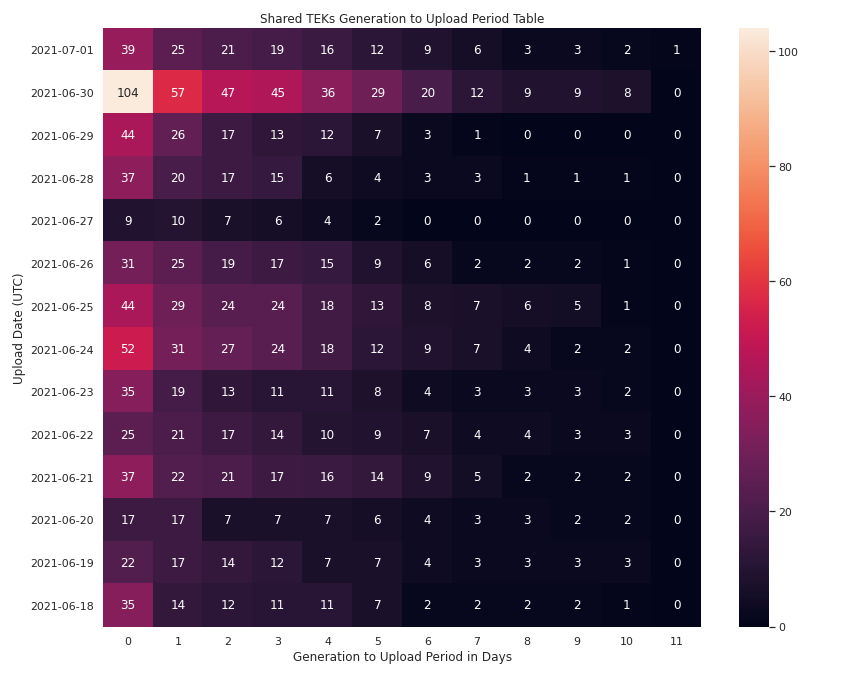 Shared TEKs Generation to Upload Period Table
Upload Date (UTC)
2021-07-01 39 25 21 19 16 12 9 6 3 3 2 1
2021-06-30 104 57 47 45 36 29 20 12 9 9 8 0
2021-06-29 44 26 17 13 12 7 3 1 0 0 0 0
2021-06-28 37 20 17 15 6 4 3 3 1 1 1 0
2021-06-27 9 10 7 6 4 2 0 0 0 0 0 0
2021-06-26 31 25 19 17 15 9 6 2 2 2 1 0
2021-06-25 44 29 24 24 18 13 8 7 6 5 1 0
2021-06-24 52 31 27 24 18 12 9 7 4 2 2 0
2021-06-23 35 19 13 11 11 8 4 3 3 3 2 0
2021-06-22 25 21 17 14 10 9 7 4 4 3 3 0
2021-06-21 37 22 21 17 16 14 9 5 2 2 2 0
2021-06-20 17 17 7 7 7 6 4 3 3 2 2 0
2021-06-19 22 17 14 12 7 7 4 3 3 3 3 0
2021-06-18 35 14 12 11 11 7 2 2 2 2 1 0
0 1 2 3 4 5 6 7 8 9 10 11
Generation to Upload Period in Days
100
80
60
40
20
0